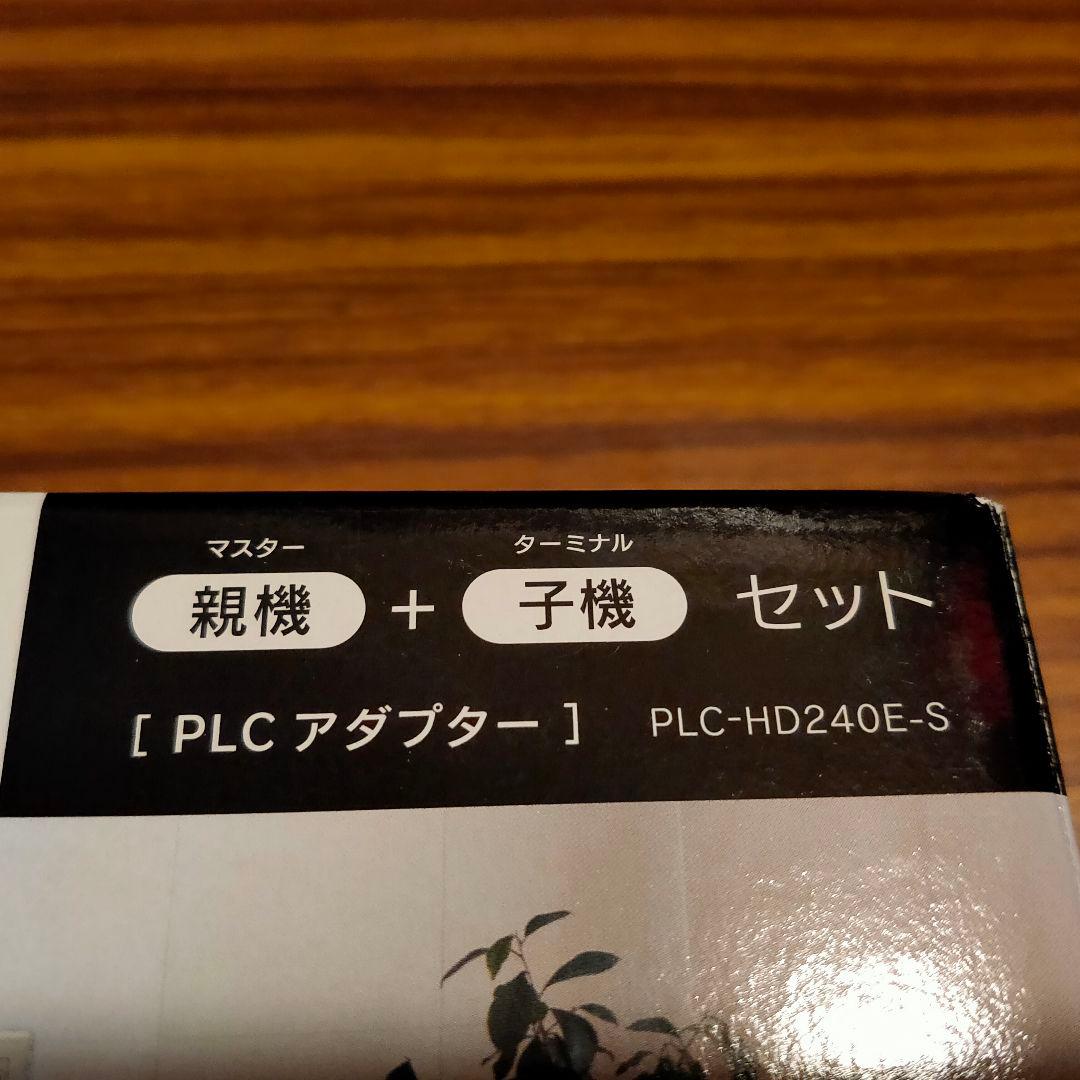 マスター ターミナル
親機 + 子機 セット
[ PLC アダプター ] PLC-HD240E-S